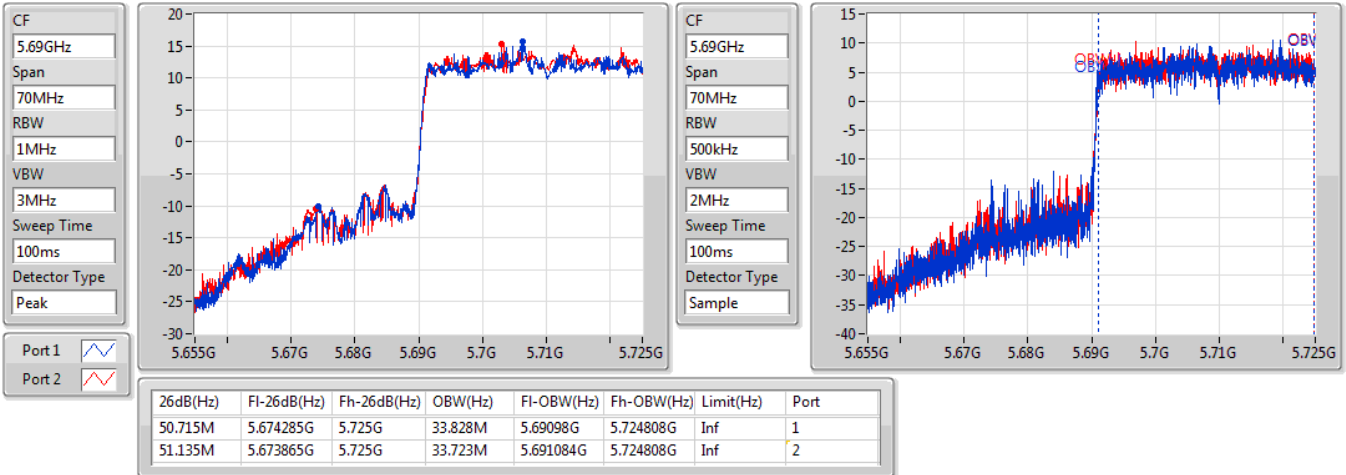 CF
5.69GHz
Span
70MHz
RBW
1MHz
VBW
3MHz
Sweep Time
100ms
Detector Type
Peak
Port 1
Port 2
20
15
10
5
0
-5
-10
-15
-20
-25
-30
5.655G 5.67G 5.68G 5.69G 5.7G 5.71G 5.725G
CF
5.69GHz
Span
70MHz
RBW
500kHz
VBW
2MHz
Sweep Time
100ms
Detector Type
Sample
15
10
5
0
-5
-10
-15
-20
-25
-30
-35
-40
OBW
OBW
OBW
5.655G 5.67G 5.68G 5.69G 5.7G 5.71G 5.725G
26dB(Hz) Fl-26dB(Hz) Fh-26dB(Hz) OBW(Hz) Fl-OBW(Hz) Fh-OBW(Hz) Limit(Hz) Port
50.715M 5.674285G 5.725G 33.828M 5.69098G 5.724808G Inf 1
51.135M 5.673865G 5.725G 33.723M 5.691084G 5.724808G Inf 2